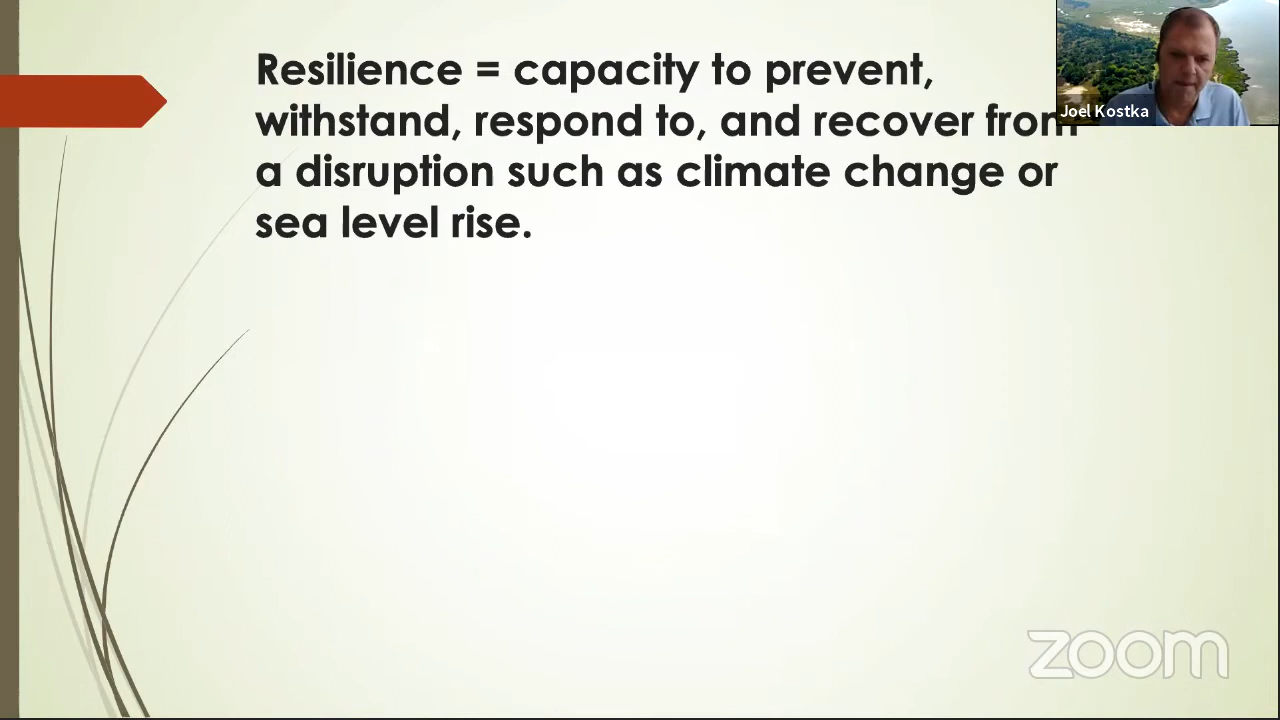 Resilience = capacity to prevent,
withstand, respond to, and recover from
a disruption such as climate change or
sea level rise.
Joel Kostka
zoom